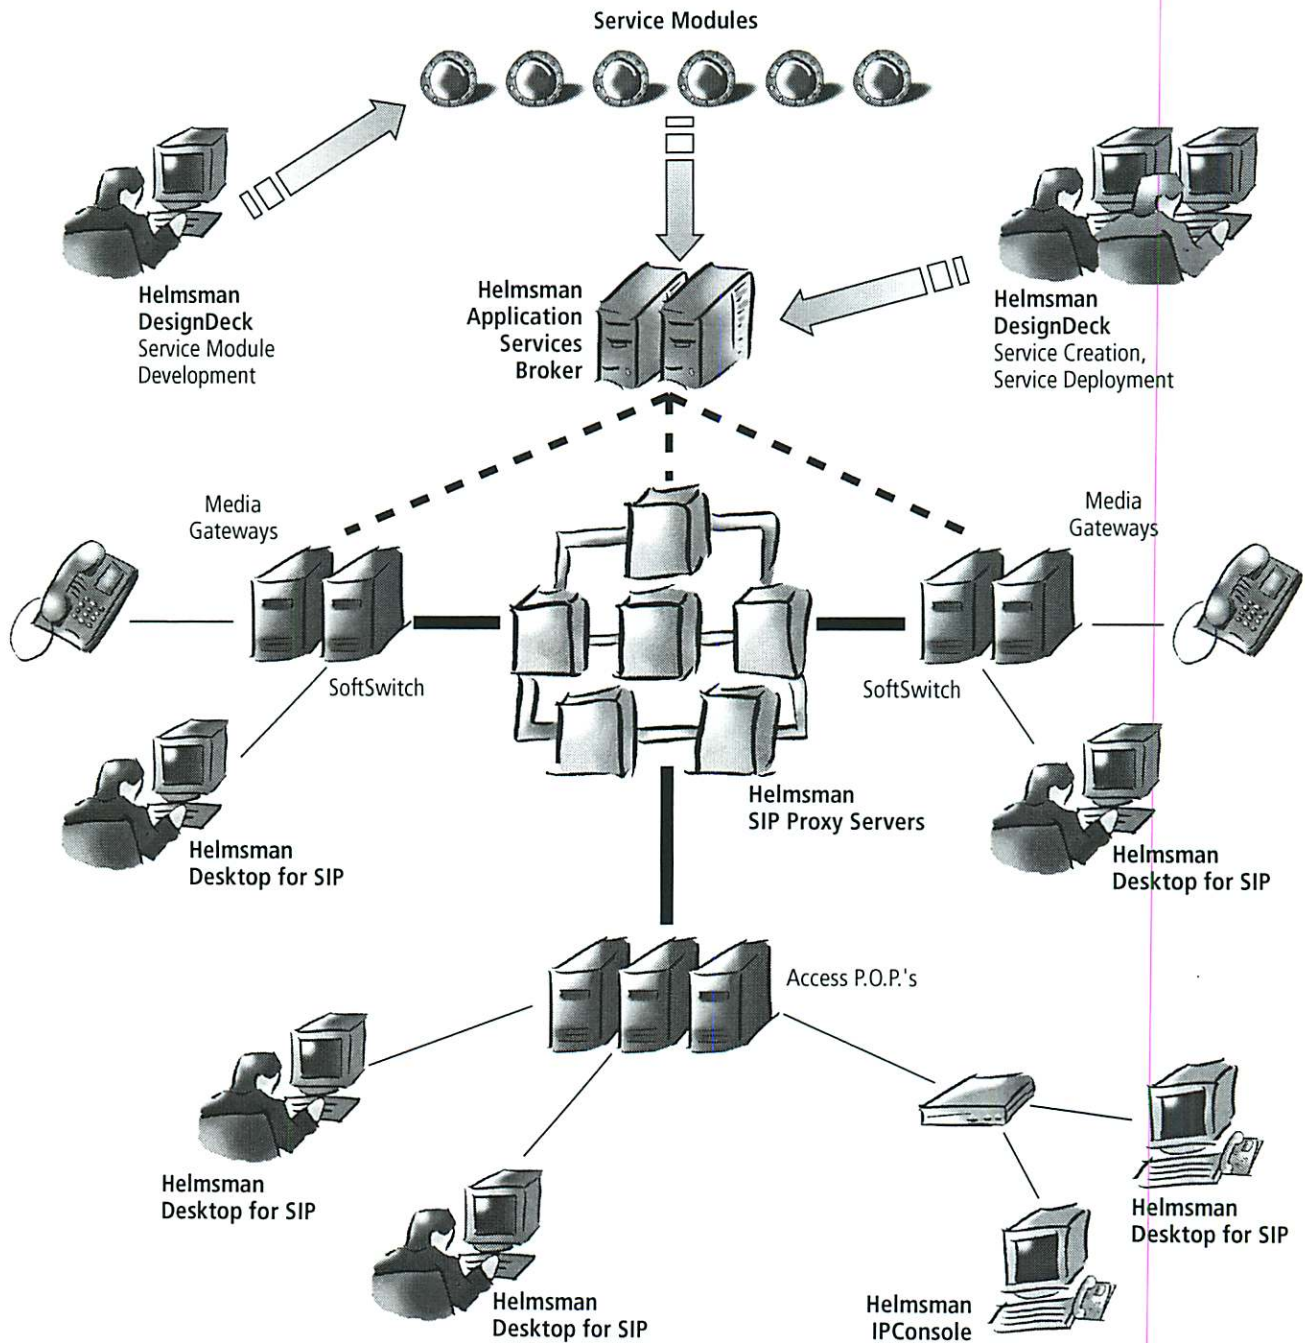 Service Modules
Helmsman
DesignDeck
Service Module
Development
Helmsman
Application
Services
Broker
Helmsman
DesignDeck
Service Creation,
Service Deployment
Media
Gateways
Media
Gateways
SoftSwitch
SoftSwitch
Helmsman
SIP Proxy Servers
Helmsman
Desktop for SIP
Helmsman
Desktop for SIP
Access P.O.P.'s
Helmsman
Desktop for SIP
Helmsman
Desktop for SIP
Helmsman
Desktop for SIP
Helmsman
IPConsole